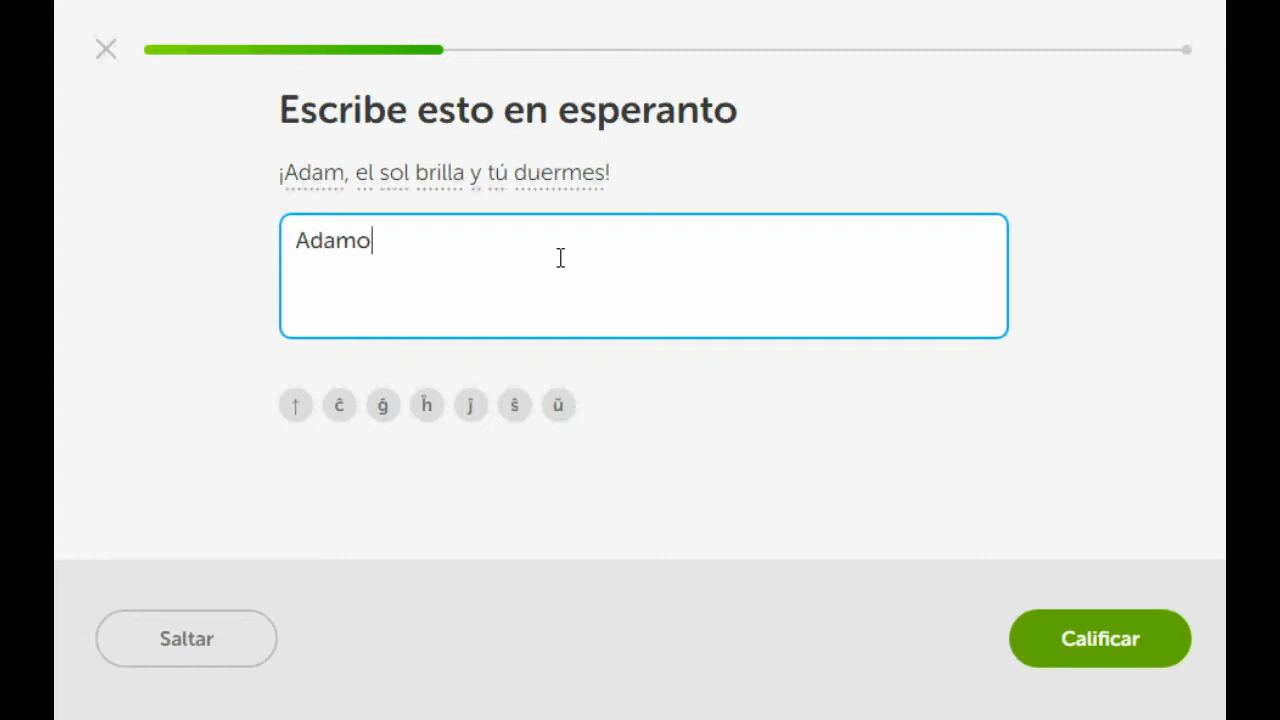 Escribe esto en esperanto
¡Adam, el sol brilla y tú duermes!
Adamo
↑ ĉ ĝ ĥ ĵ ŝ ŭ
Saltar
Calificar